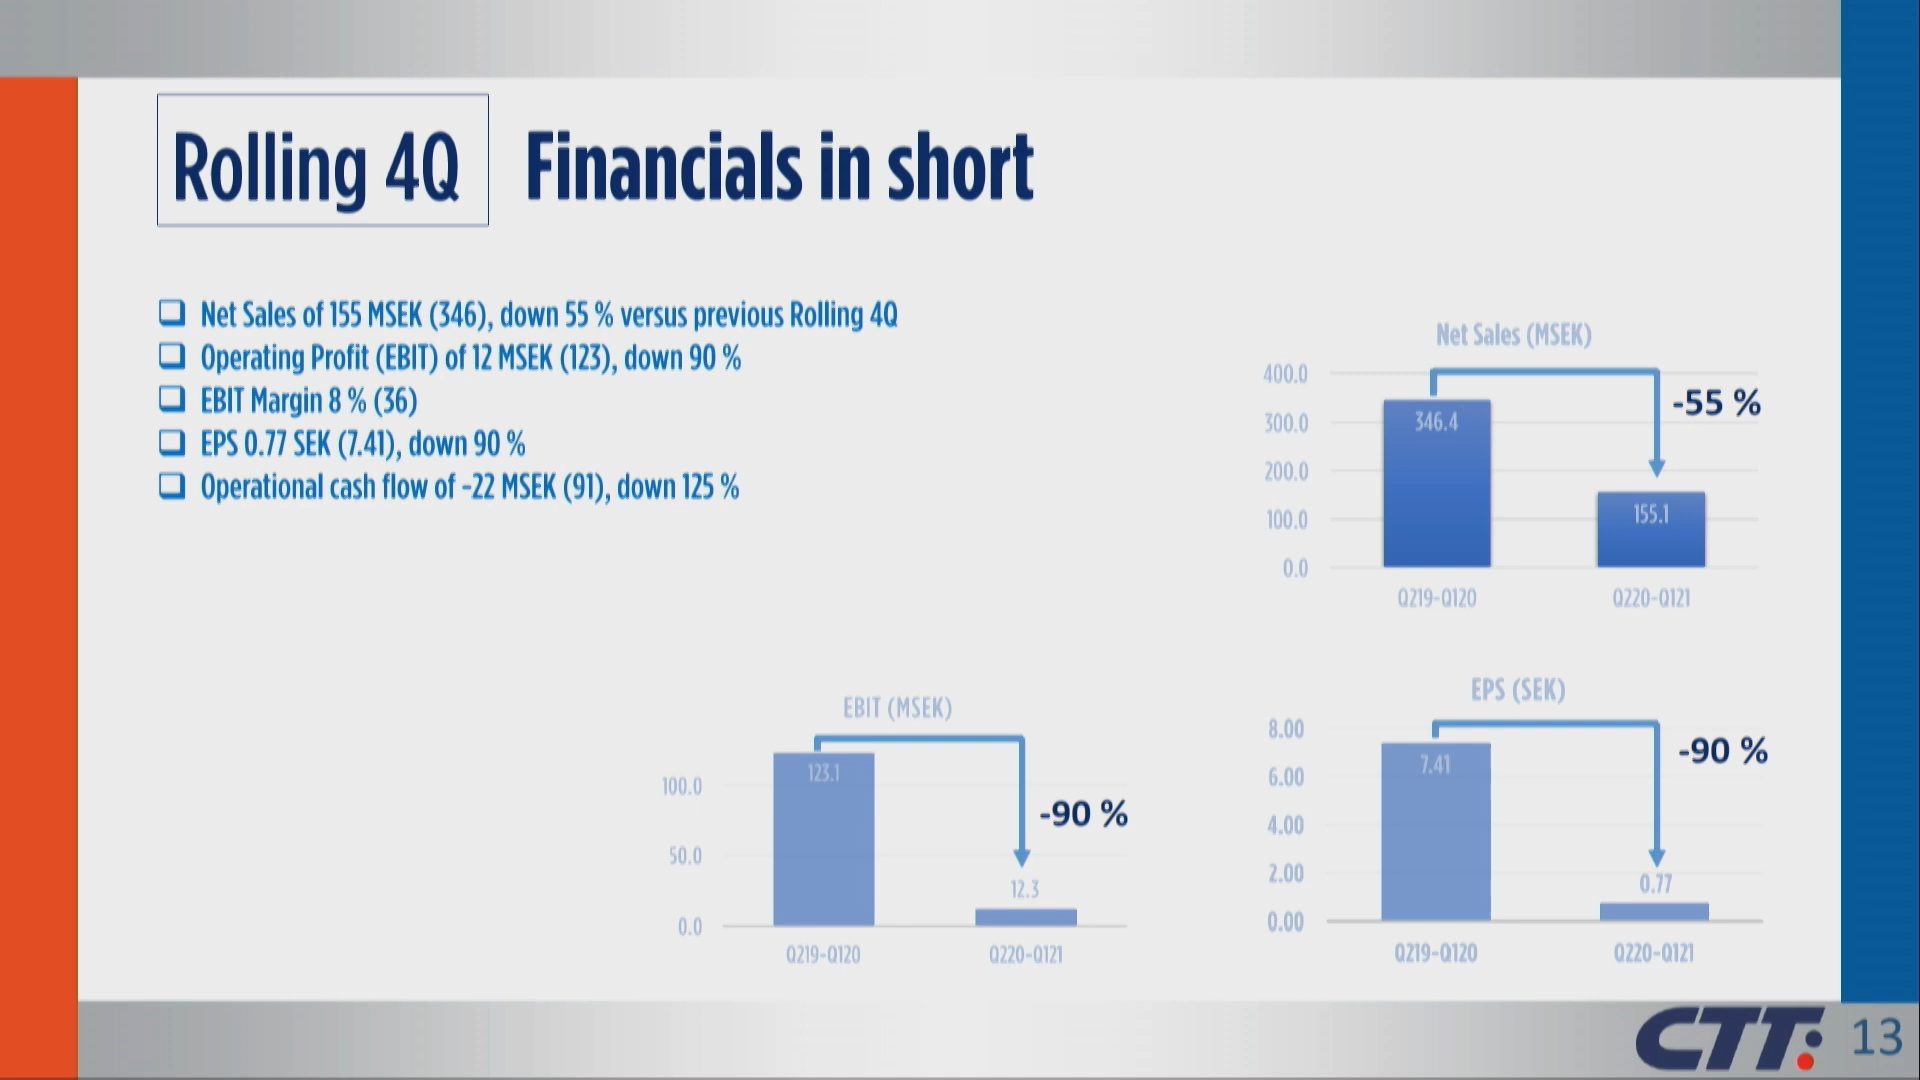 Rolling 4Q Financials in short
Net Sales of 155 MSEK (346), down 55 % versus previous Rolling 4Q
Operating Profit (EBIT) of 12 MSEK (123), down 90 %
EBIT Margin 8 % (36)
EPS 0.77 SEK (7.41), down 90 %
Operational cash flow of -22 MSEK (91), down 125 %
Net Sales (MSEK)
400.0
300.0
200.0
100.0
0.0
346.4
155.1
-55 %
Q219-Q120 Q220-Q121
EBIT (MSEK)
100.0
50.0
0.0
123.1
12.3
-90 %
Q219-Q120 Q220-Q121
EPS (SEK)
8.00
6.00
4.00
2.00
0.00
7.41
0.77
-90 %
Q219-Q120 Q220-Q121
CTT 13